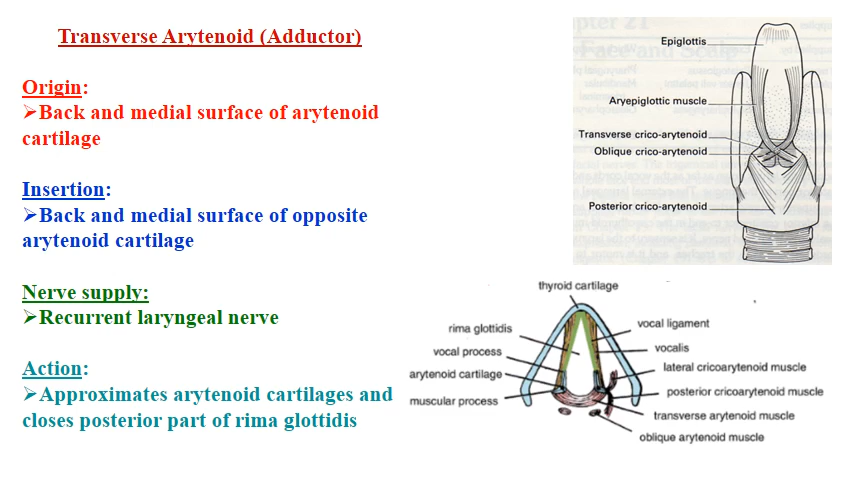 Transverse Arytenoid (Adductor)
Origin:
➢Back and medial surface of arytenoid
cartilage
Insertion:
➢Back and medial surface of opposite
arytenoid cartilage
Nerve supply:
➢Recurrent laryngeal nerve
Action:
➢Approximates arytenoid cartilages and
closes posterior part of rima glottidis
Epiglottis
Aryepiglottic muscle
Transverse crico-arytenoid
Oblique crico-arytenoid
Posterior crico-arytenoid
thyroid cartilage
rima glottidis
vocal process
arytenoid cartilage
muscular process
vocal ligament
vocalis
lateral cricoarytenoid muscle
posterior cricoarytenoid muscle
transverse arytenoid muscle
oblique arytenoid muscle